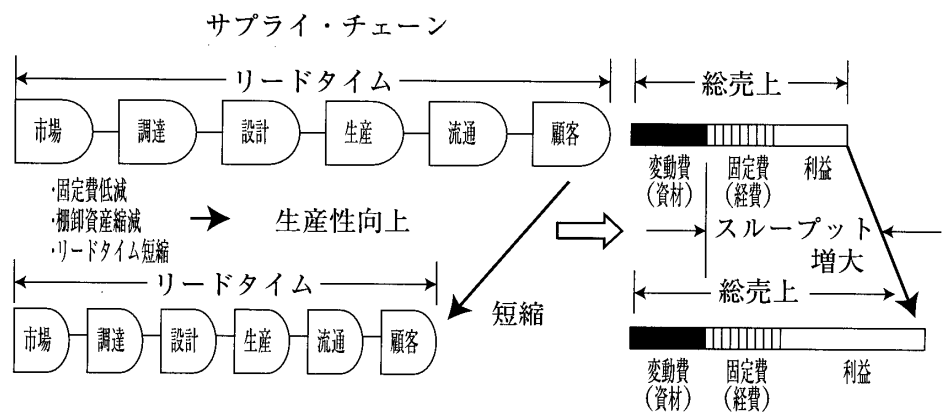 サプライ・チェーン
リードタイム
市場 調達 設計 生産 流通 顧客
・固定費低減
・棚卸資産縮減
・リードタイム短縮
生産性向上
リードタイム
短縮
市場 調達 設計 生産 流通 顧客
総売上
変動費 固定費 利益
(資材) (経費)
スループット
増大
総売上
変動費 固定費 利益
(資材) (経費)